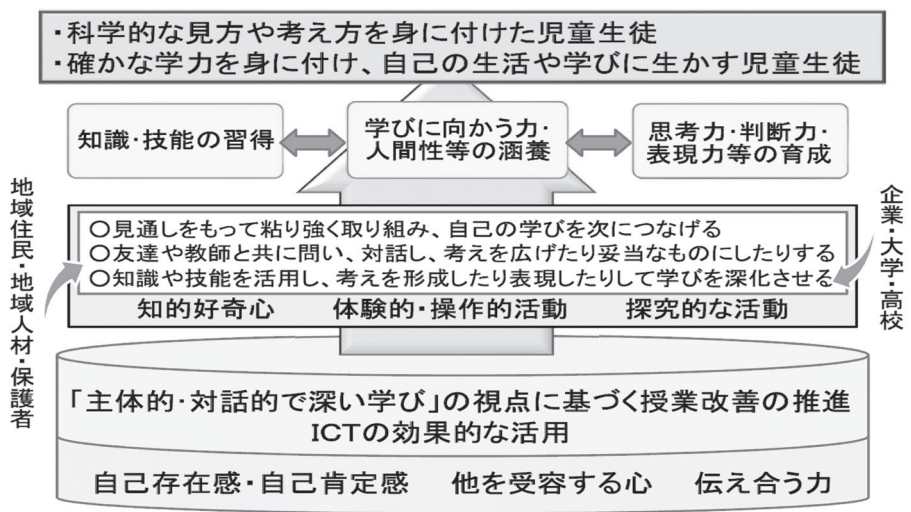 ・科学的な見方や考え方を身に付けた児童生徒
・確かな学力を身に付け、自己の生活や学びに生かす児童生徒
知識・技能の習得
学びに向かう力・
人間性等の涵養
思考力・判断力・
表現力等の育成
地域住民・地域人材・保護者
○見通しをもって粘り強く取り組み、自己の学びを次につなげる
○友達や教師と共に問い、対話し、考えを広げたり妥当なものにしたりする
○知識や技能を活用し、考えを形成したり表現したりして学びを深化させる
知的好奇心 体験的・操作的活動 探究的な活動
企業・大学・高校
「主体的・対話的で深い学び」の視点に基づく授業改善の推進
ICTの効果的な活用
自己存在感・自己肯定感 他を受容する心 伝え合う力